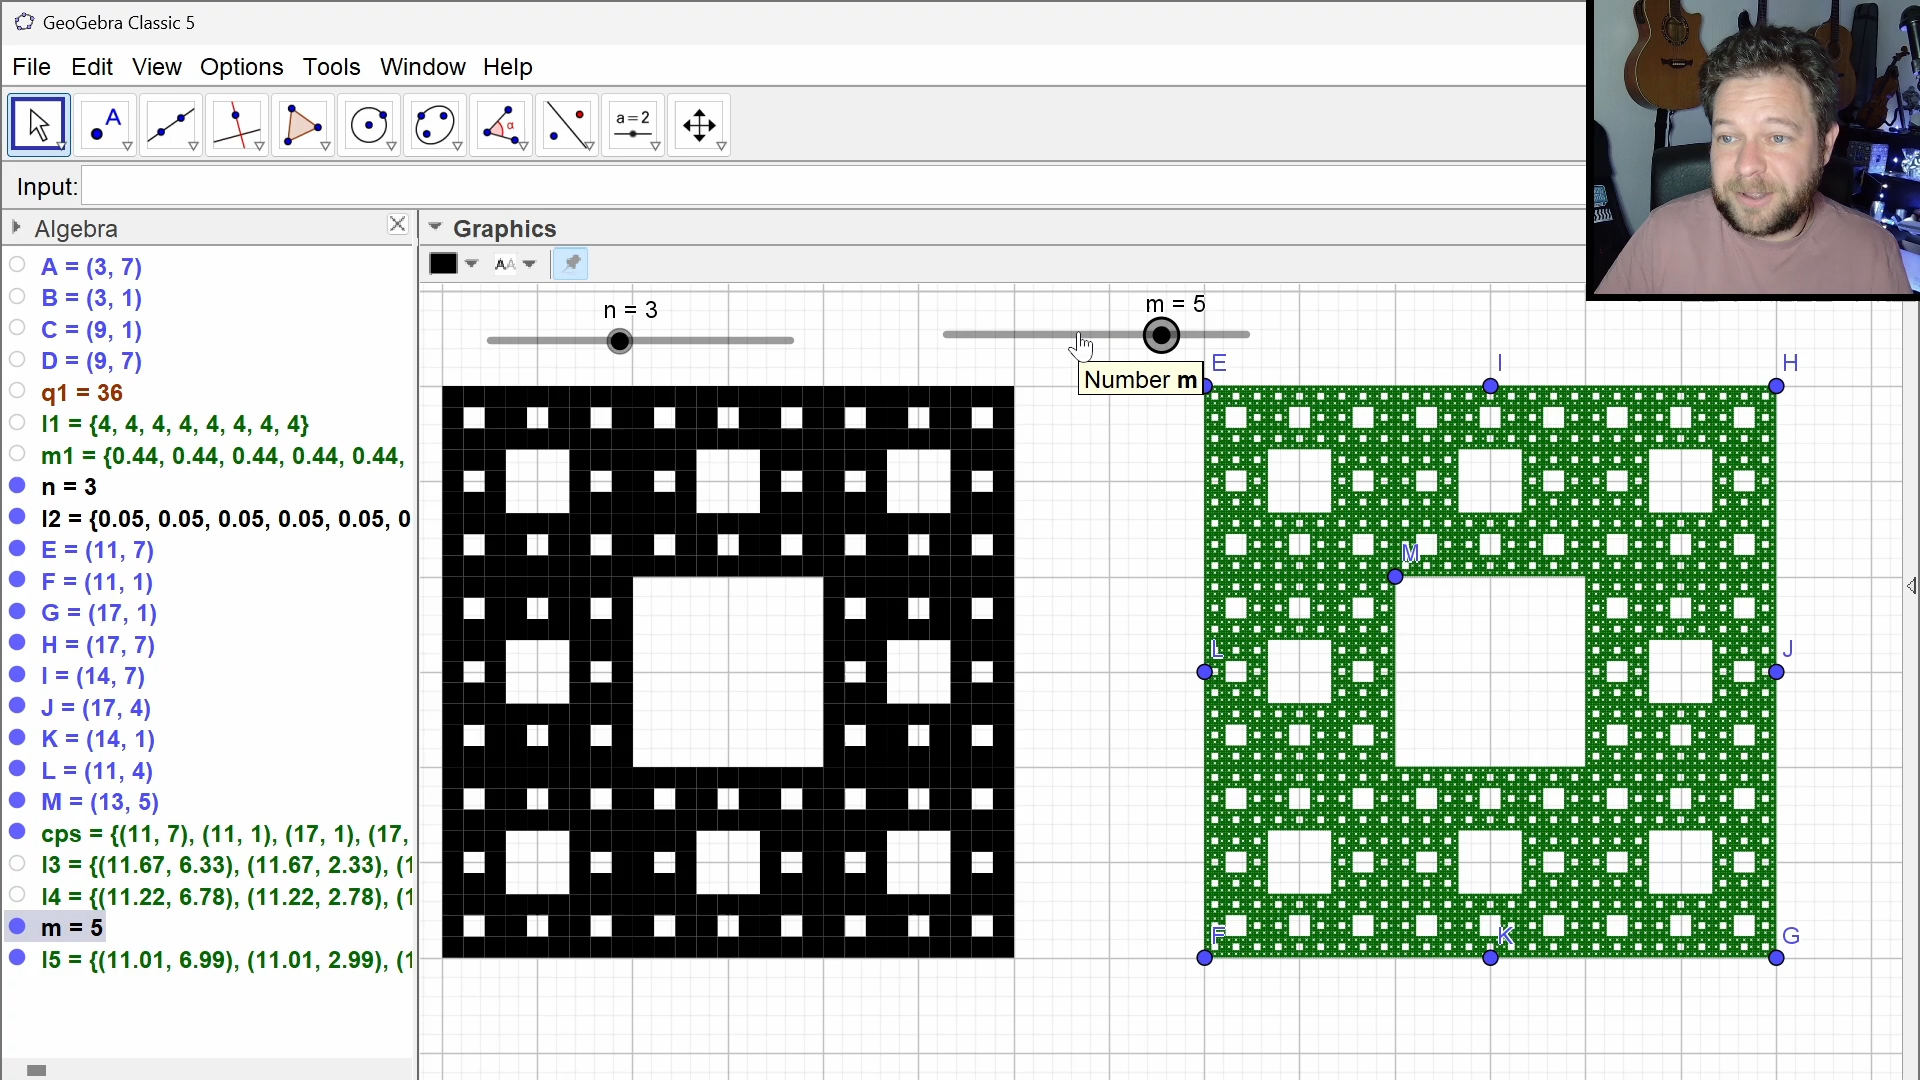 GeoGebra Classic 5
File Edit View Options Tools Window Help
A
α
a=2
Input:
Algebra
A = (3, 7)
B = (3, 1)
C = (9, 1)
D = (9, 7)
q1 = 36
l1 = {4, 4, 4, 4, 4, 4, 4, 4}
m1 = {0.44, 0.44, 0.44, 0.44, 0.44,
n = 3
l2 = {0.05, 0.05, 0.05, 0.05, 0.05, 0
E = (11, 7)
F = (11, 1)
G = (17, 1)
H = (17, 7)
I = (14, 7)
J = (17, 4)
K = (14, 1)
L = (11, 4)
M = (13, 5)
cps = {(11, 7), (11, 1), (17, 1), (17,
l3 = {(11.67, 6.33), (11.67, 2.33), (1
l4 = {(11.22, 6.78), (11.22, 2.78), (1
m = 5
l5 = {(11.01, 6.99), (11.01, 2.99), (1
Graphics
AA
n = 3
m = 5
Number m
E
I
H
M
L
J
F
K
G